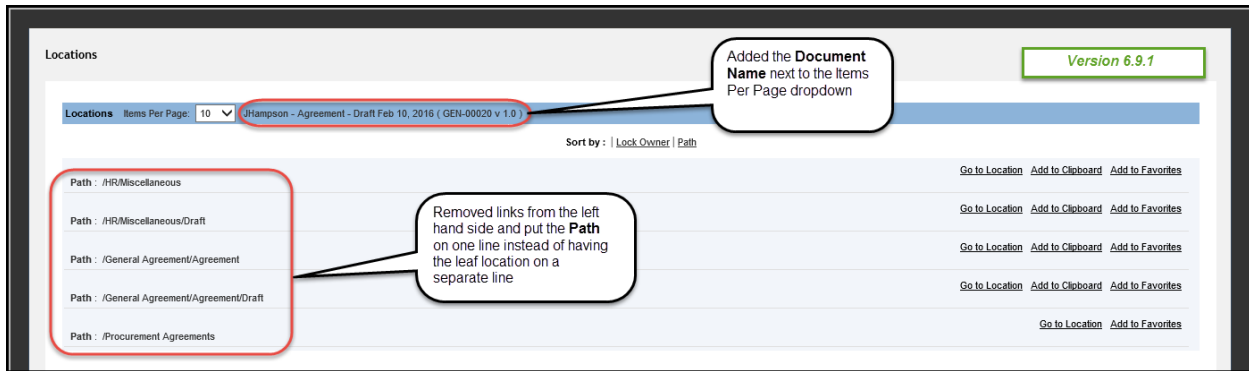 Locations
Version 6.9.1
Added the Document
Name next to the Items
Per Page dropdown
Locations Items Per Page: 10 JHampson - Agreement - Draft Feb 10, 2016 ( GEN-00020 v 1.0 )
Sort by : | Lock Owner | Path
Go to Location Add to Clipboard Add to Favorites
Path : /HR/Miscellaneous
Go to Location Add to Clipboard Add to Favorites
Path : /HR/Miscellaneous/Draft
Removed links from the left
hand side and put the Path
on one line instead of having
the leaf location on a
separate line
Go to Location Add to Clipboard Add to Favorites
Path : /General Agreement/Agreement
Go to Location Add to Clipboard Add to Favorites
Path : /General Agreement/Agreement/Draft
Go to Location Add to Favorites
Path : /Procurement Agreements